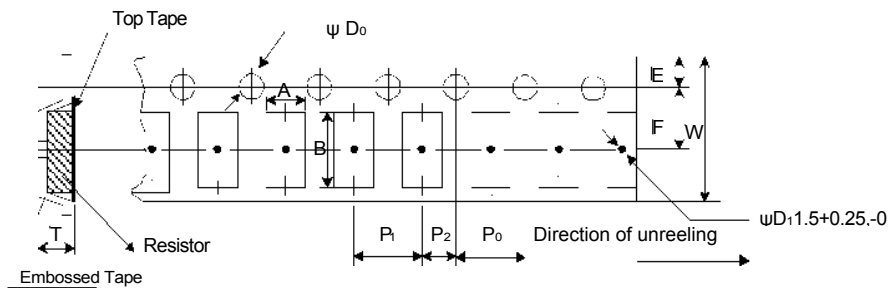 Top Tape
ψ D0
A
E
F
W
B
ψD11.5+0.25,-0
T
Resistor
P1
P2
P0
Direction of unreeling
Embossed Tape